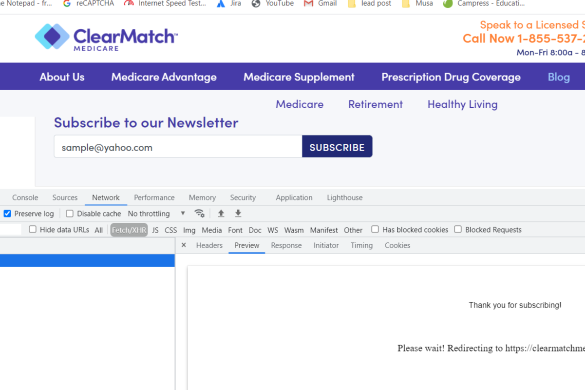 e Notepad - fr... reCAPTCHA Internet Speed Test... Jira YouTube Gmail lead post Musa Campress - Educati...
ClearMatch™
MEDICARE
Speak to a Licensed S
Call Now 1-855-537-2
Mon-Fri 8:00a - 8
About Us Medicare Advantage Medicare Supplement Prescription Drug Coverage Blog
Medicare Retirement Healthy Living
Subscribe to our Newsletter
sample@yahoo.com SUBSCRIBE
Console Sources Network Performance Memory Security Application Lighthouse
Preserve log Disable cache No throttling
Hide data URLs All Fetch/XHR JS CSS Img Media Font Doc WS Wasm Manifest Other Has blocked cookies Blocked Requests
× Headers Preview Response Initiator Timing Cookies
Thank you for subscribing!
Please wait! Redirecting to https://clearmatchme